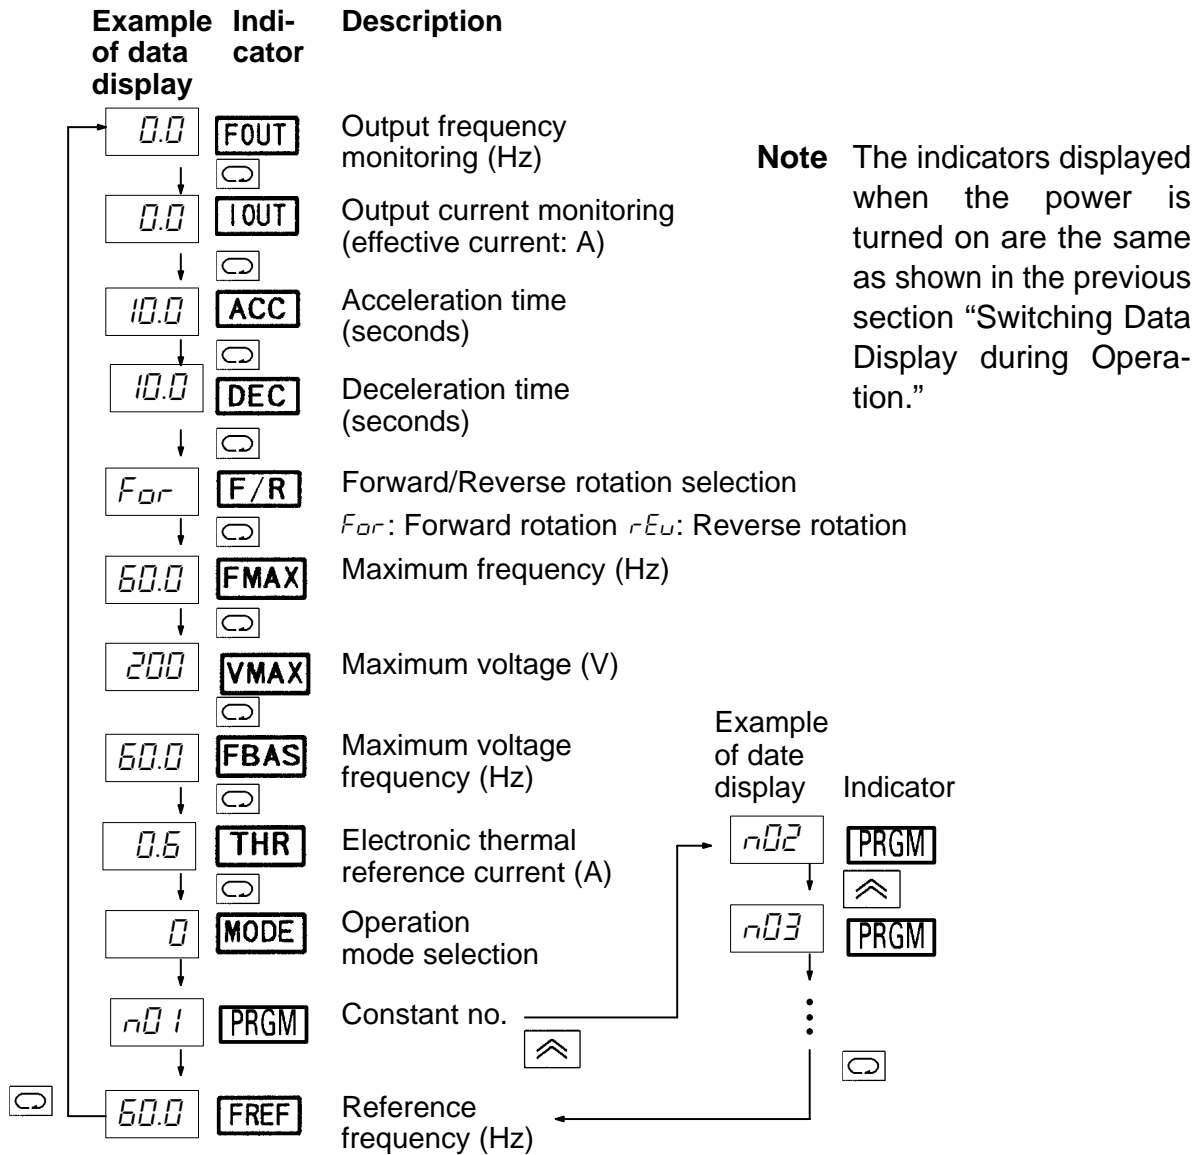 Example Indi- Description
of data cator
display
0.0 FOUT Output frequency
monitoring (Hz)
0.0 IOUT Output current monitoring
(effective current: A)
10.0 ACC Acceleration time
(seconds)
10.0 DEC Deceleration time
(seconds)
For F/R Forward/Reverse rotation selection
For: Forward rotation rEu: Reverse rotation
60.0 FMAX Maximum frequency (Hz)
200 VMAX Maximum voltage (V)
60.0 FBAS Maximum voltage
frequency (Hz)
0.6 THR Electronic thermal
reference current (A)
0 MODE Operation
mode selection
n01 PRGM Constant no.
60.0 FREF Reference
frequency (Hz)
Note The indicators displayed
when the power is
turned on are the same
as shown in the previous
section “Switching Data
Display during Opera-
tion.”
Example
of date
display Indicator
n02 PRGM
n03 PRGM